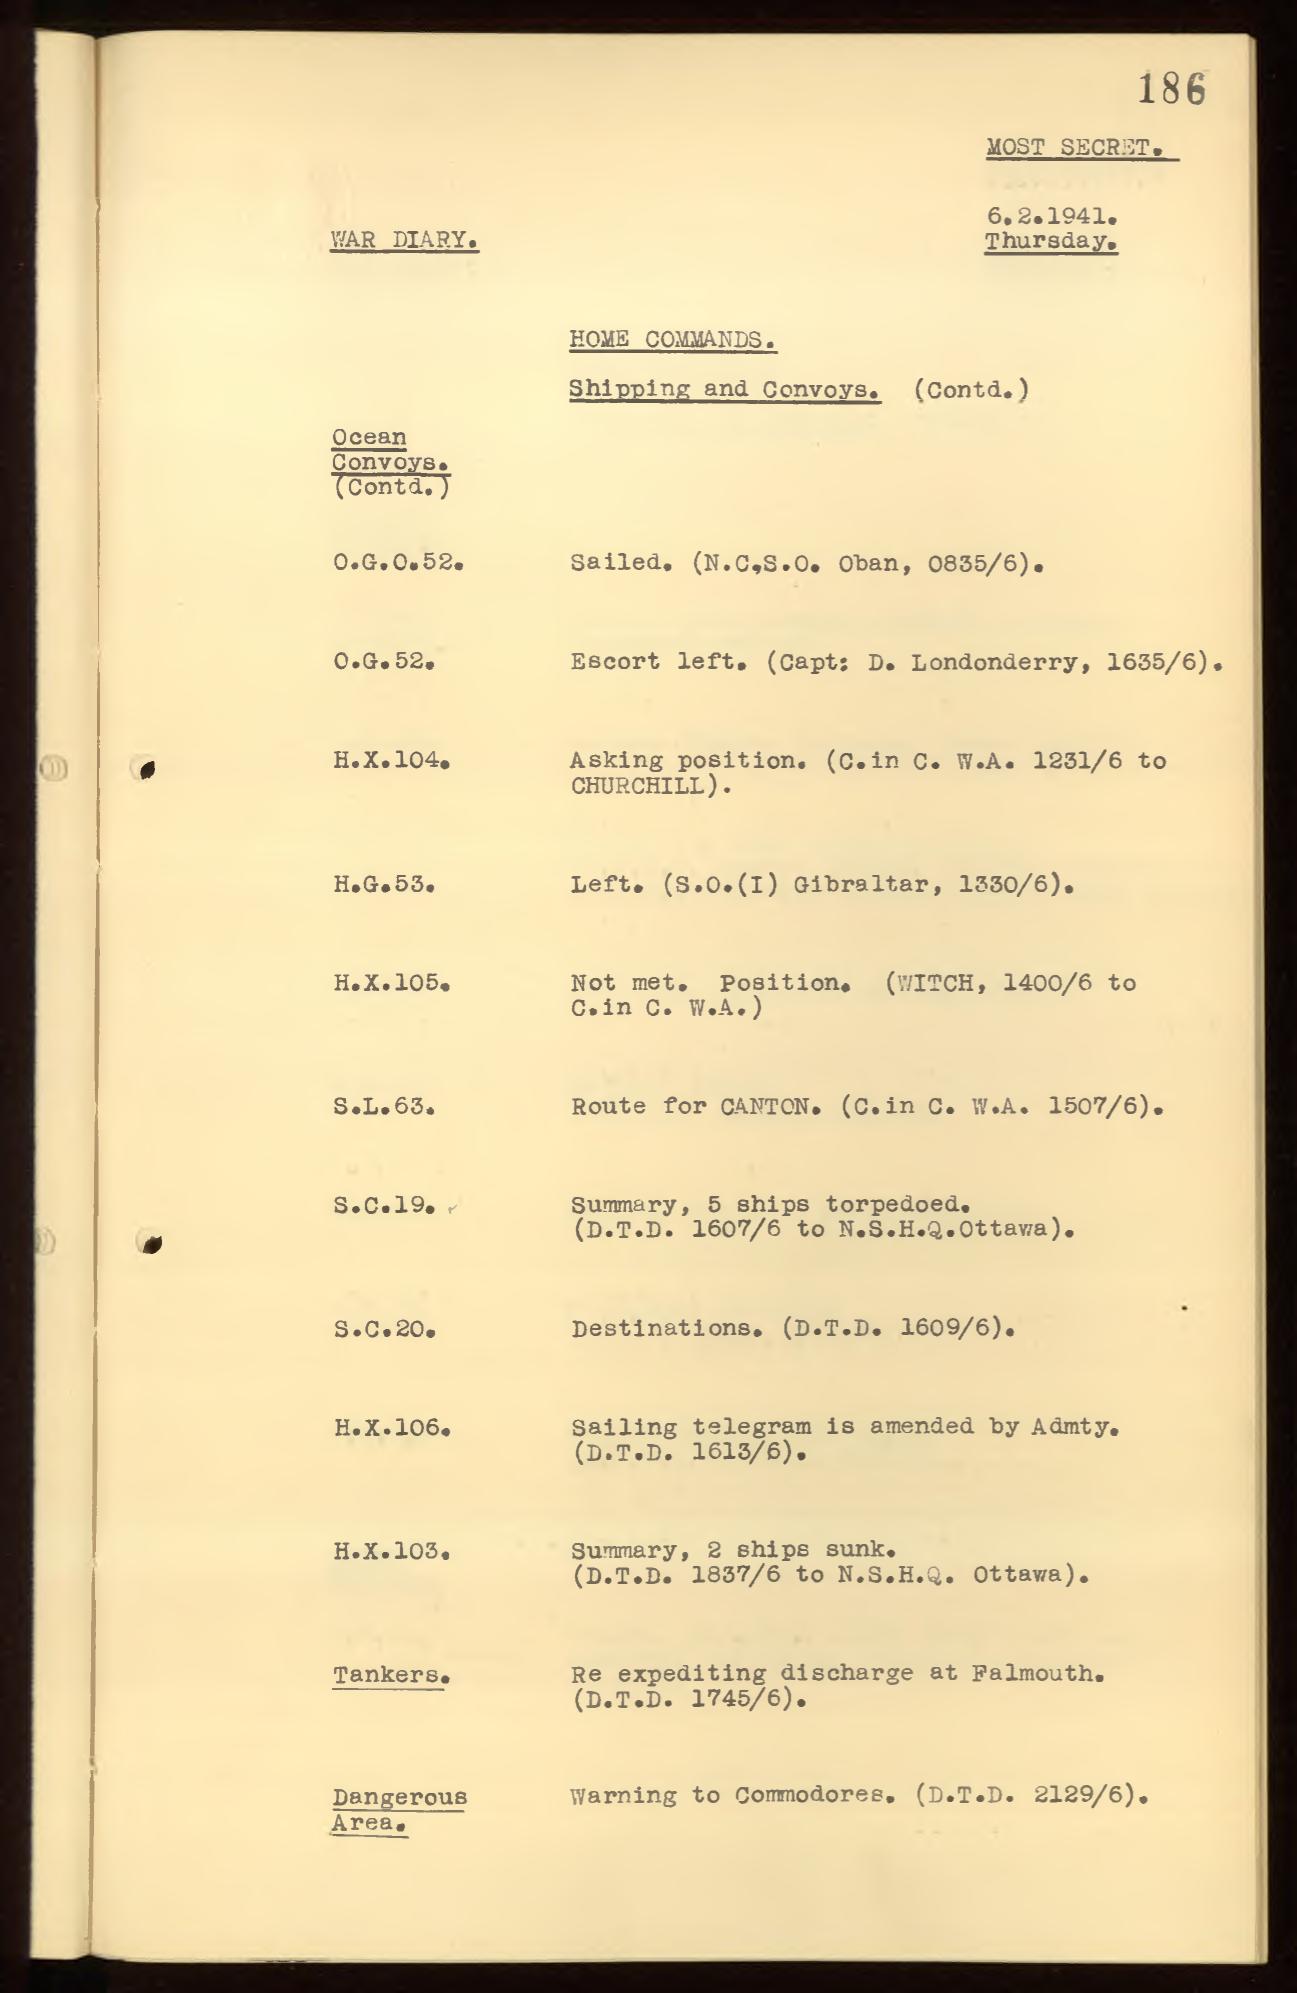 186
MOST SECRET.
6.2.1941.
WAR DIARY.
Thursday.
HOME COMMANDS.
Shipping and Convoys. (Contd.)
Ocean
Convoys.
(Contd.)
O.G.O.52. Sailed. (N.C,S.O. Oban, 0835/6).
O.G.52. Escort left. (Capt: D. Londonderry, 1635/6).
H.X.104. Asking position. (C.in C. W.A. 1231/6 to
CHURCHILL).
H.G.53. Left. (S.O.(I) Gibraltar, 1330/6).
H.X.105. Not met. Position. (WITCH, 1400/6 to
C.in C. W.A.)
S.L.63. Route for CANTON. (C.in C. W.A. 1507/6).
S.C.19. Summary, 5 ships torpedoed.
(D.T.D. 1607/6 to N.S.H.Q.Ottawa).
S.C.20. Destinations. (D.T.D. 1609/6).
H.X.106. Sailing telegram is amended by Admty.
(D.T.D. 1613/6).
H.X.103. Summary, 2 ships sunk.
(D.T.D. 1837/6 to N.S.H.Q. Ottawa).
Tankers. Re expediting discharge at Falmouth.
(D.T.D. 1745/6).
Dangerous Warning to Commodores. (D.T.D. 2129/6).
Area.